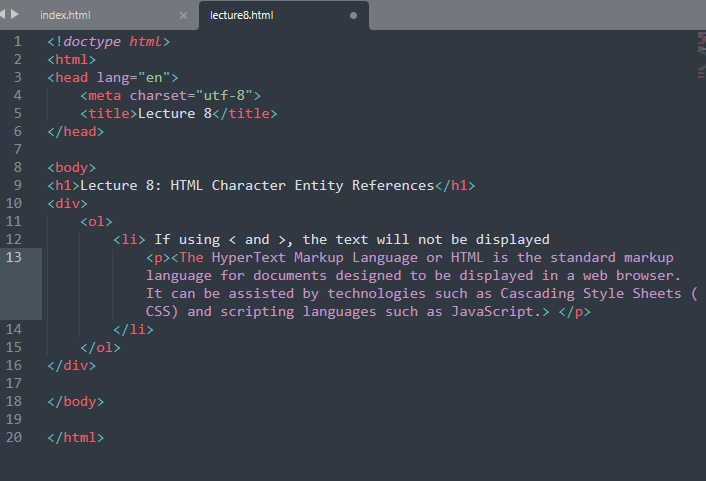 index.html × lecture8.html
1 <!doctype html>
2 <html>
3 <head lang="en">
4 <meta charset="utf-8">
5 <title>Lecture 8</title>
6 </head>
7
8 <body>
9 <h1>Lecture 8: HTML Character Entity References</h1>
10 <div>
11 <ol>
12 <li> If using < and >, the text will not be displayed
13 <p><The HyperText Markup Language or HTML is the standard markup
language for documents designed to be displayed in a web browser.
It can be assisted by technologies such as Cascading Style Sheets (
CSS) and scripting languages such as JavaScript.> </p>
14 </li>
15 </ol>
16 </div>
17
18 </body>
19
20 </html>